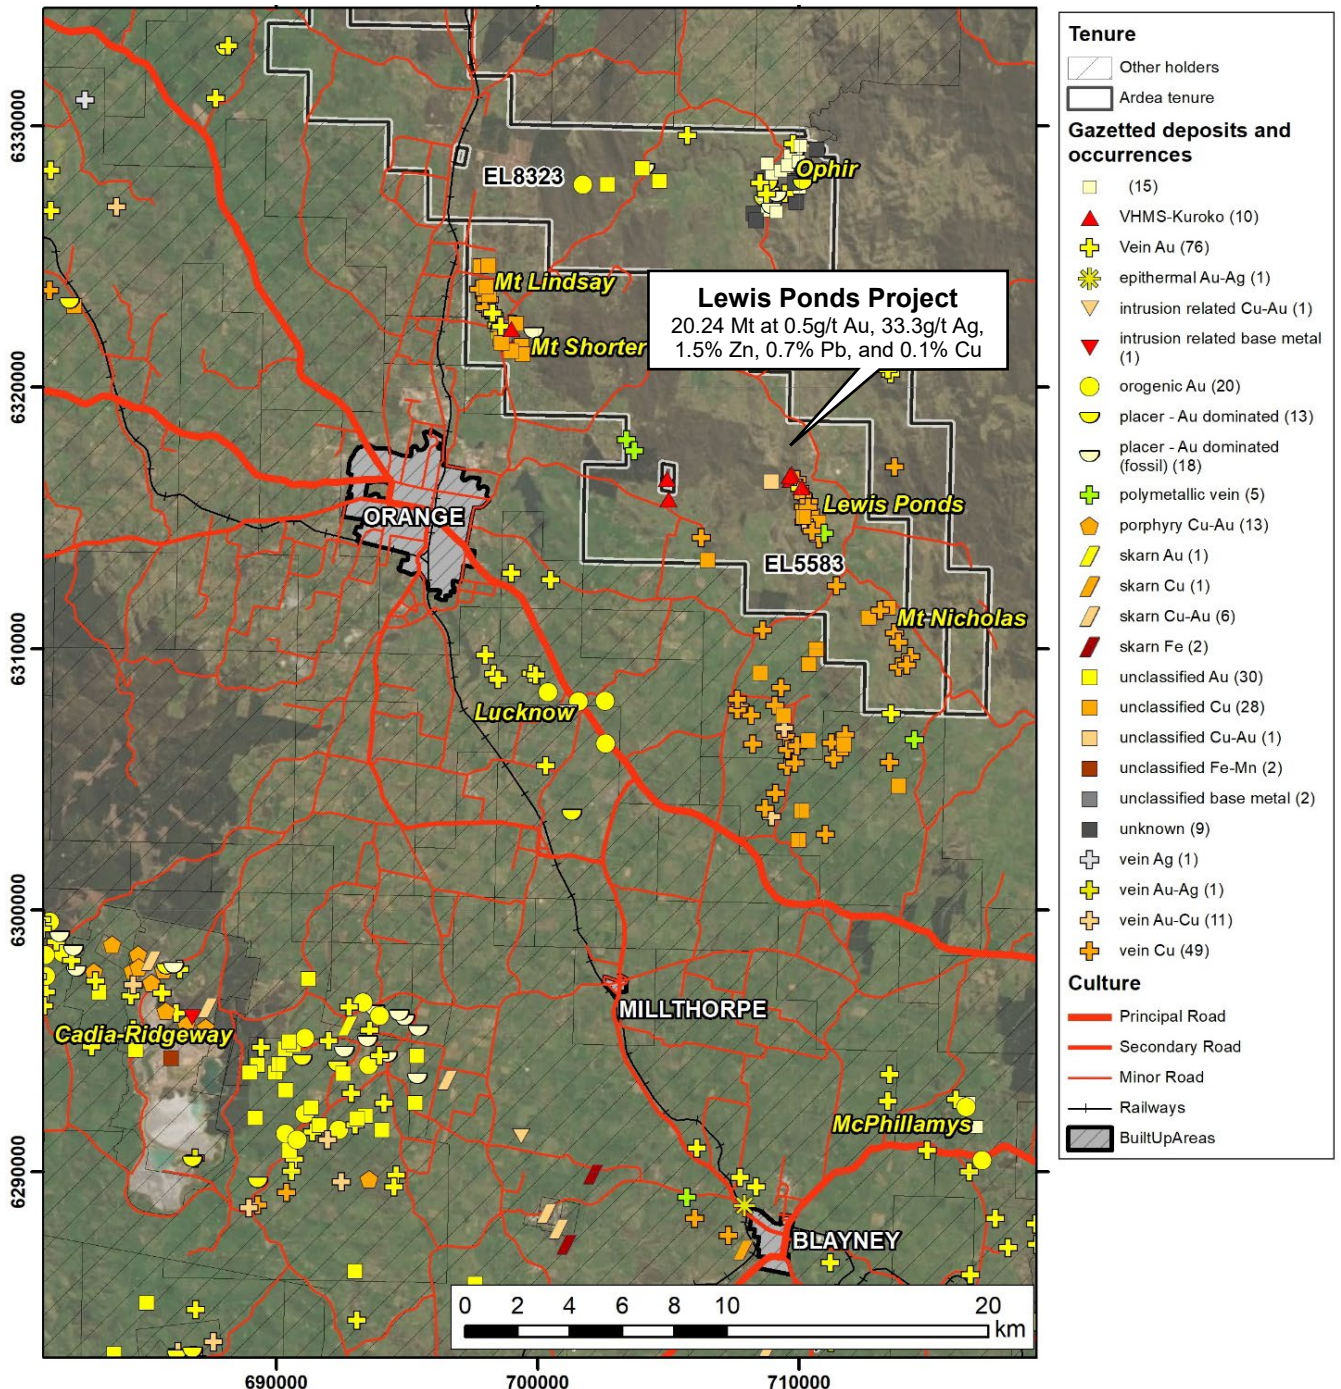 6330000
6320000
6310000
6300000
6290000
690000
700000
710000
EL8323
Ophir
Mt Lindsay
Mt Shorter
Lewis Ponds Project
20.24 Mt at 0.5g/t Au, 33.3g/t Ag,
1.5% Zn, 0.7% Pb, and 0.1% Cu
ORANGE
Lewis Ponds
EL5583
Mt Nicholas
Lucknow
MILLTHORPE
Cadia-Ridgeway
McPhillamys
BLAYNEY
0 2 4 6 8 10 20
km
Tenure
Other holders
Ardea tenure
Gazetted deposits and
occurrences
(15)
VHMS-Kuroko (10)
Vein Au (76)
epithermal Au-Ag (1)
intrusion related Cu-Au (1)
intrusion related base metal
(1)
orogenic Au (20)
placer - Au dominated (13)
placer - Au dominated
(fossil) (18)
polymetallic vein (5)
porphyry Cu-Au (13)
skarn Au (1)
skarn Cu (1)
skarn Cu-Au (6)
skarn Fe (2)
unclassified Au (30)
unclassified Cu (28)
unclassified Cu-Au (1)
unclassified Fe-Mn (2)
unclassified base metal (2)
unknown (9)
vein Ag (1)
vein Au-Ag (1)
vein Au-Cu (11)
vein Cu (49)
Culture
Principal Road
Secondary Road
Minor Road
Railways
BuiltUpAreas